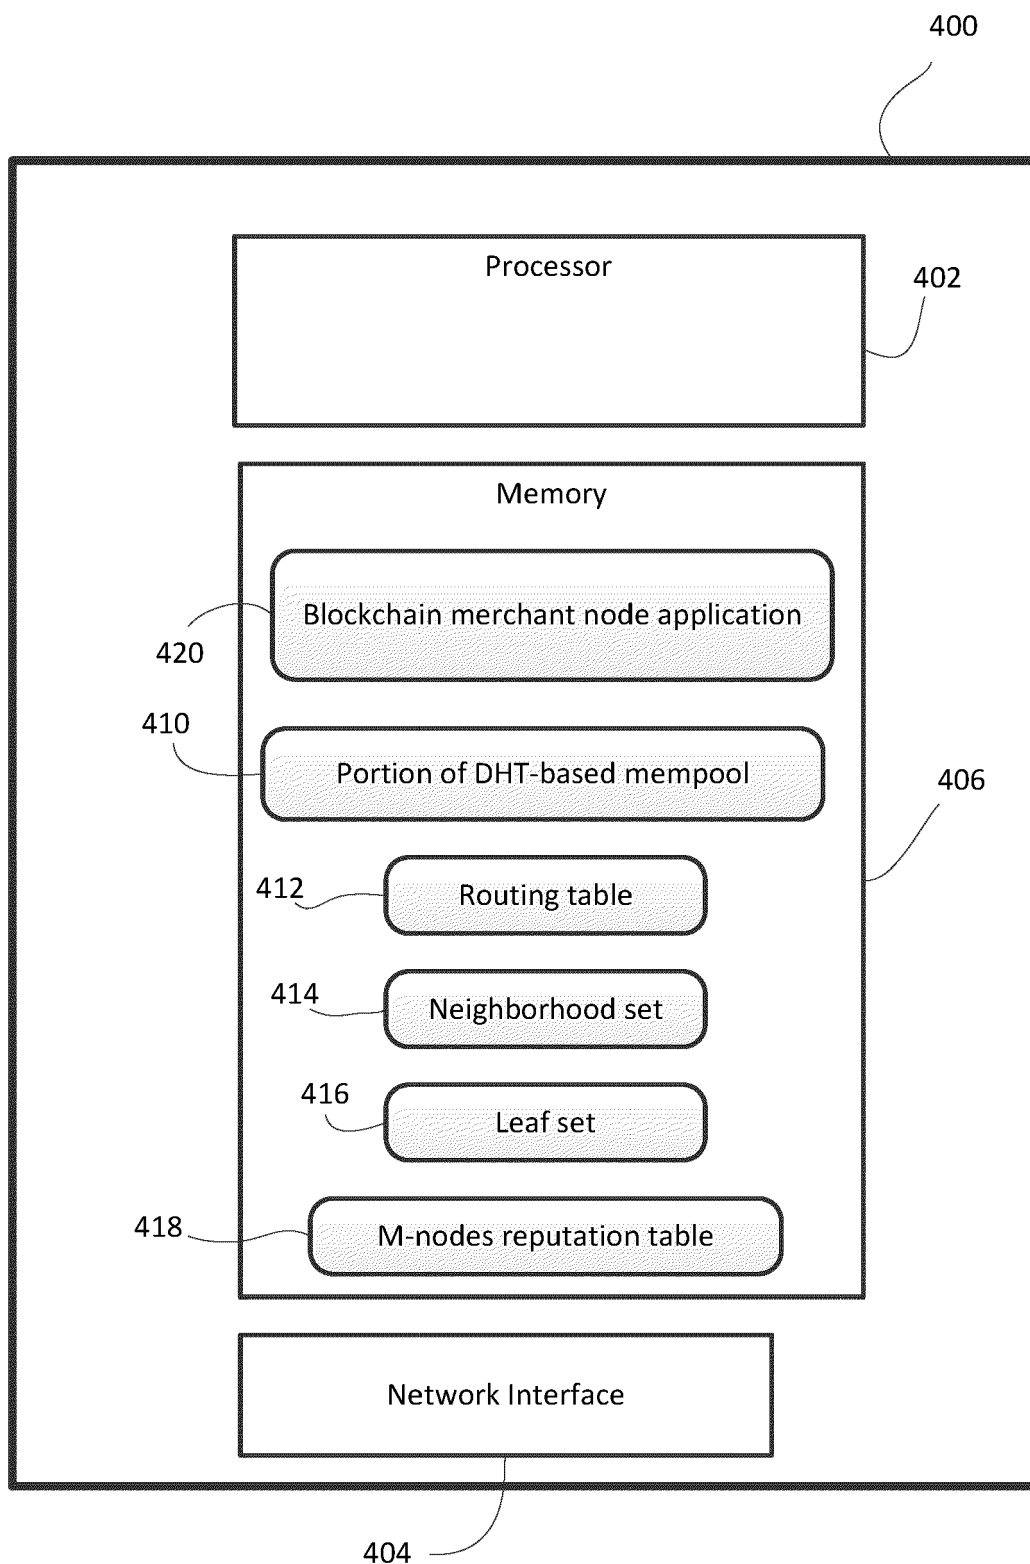 400
Processor
402
Memory
Blockchain merchant node application
420
410
Portion of DHT-based mempool
406
412
Routing table
414
Neighborhood set
416
Leaf set
418
M-nodes reputation table
Network Interface
404